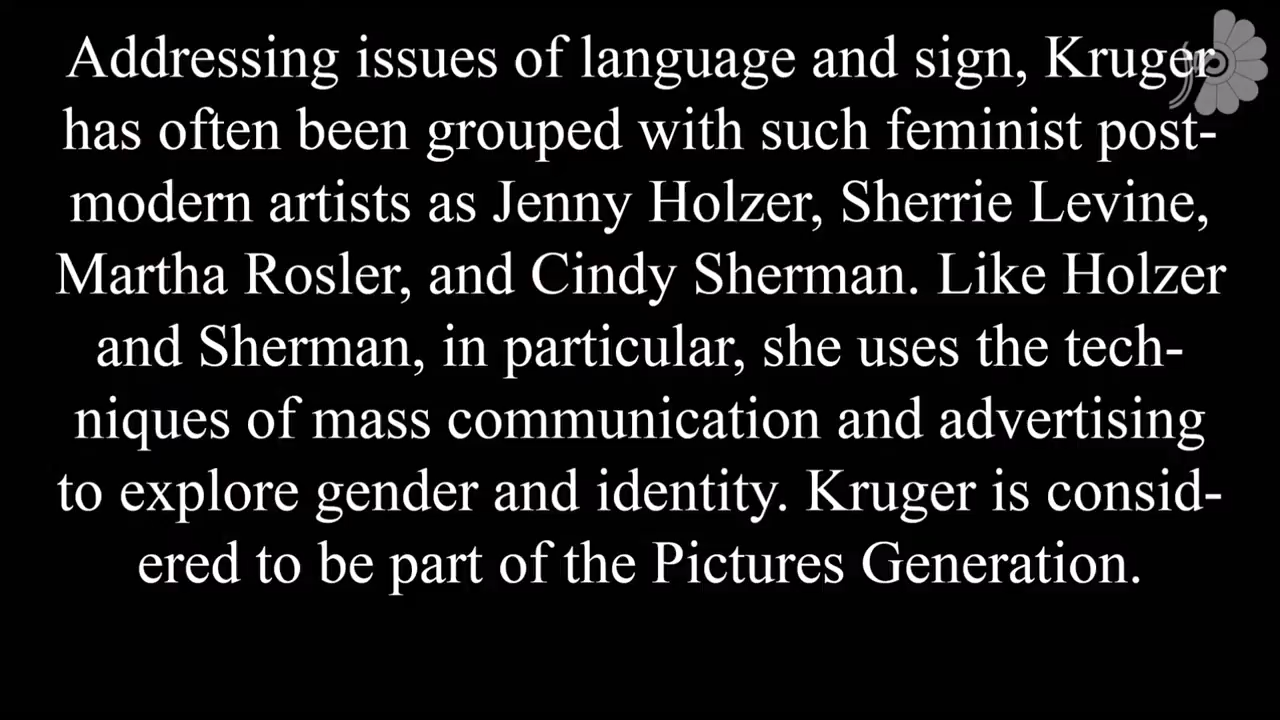 Addressing issues of language and sign, Kruger
has often been grouped with such feminist post-
modern artists as Jenny Holzer, Sherrie Levine,
Martha Rosler, and Cindy Sherman. Like Holzer
and Sherman, in particular, she uses the tech-
niques of mass communication and advertising
to explore gender and identity. Kruger is consid-
ered to be part of the Pictures Generation.